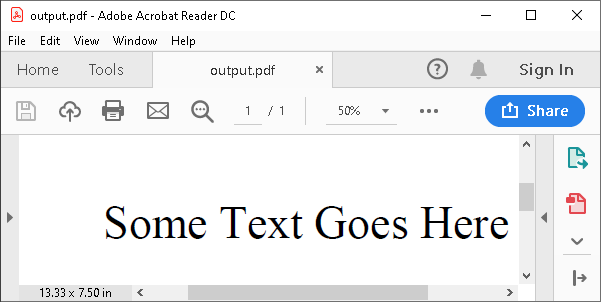 output.pdf - Adobe Acrobat Reader DC
File Edit View Window Help
Home Tools output.pdf × ? Sign In
1 / 1 50% Share
Some Text Goes Here
13.33 x 7.50 in